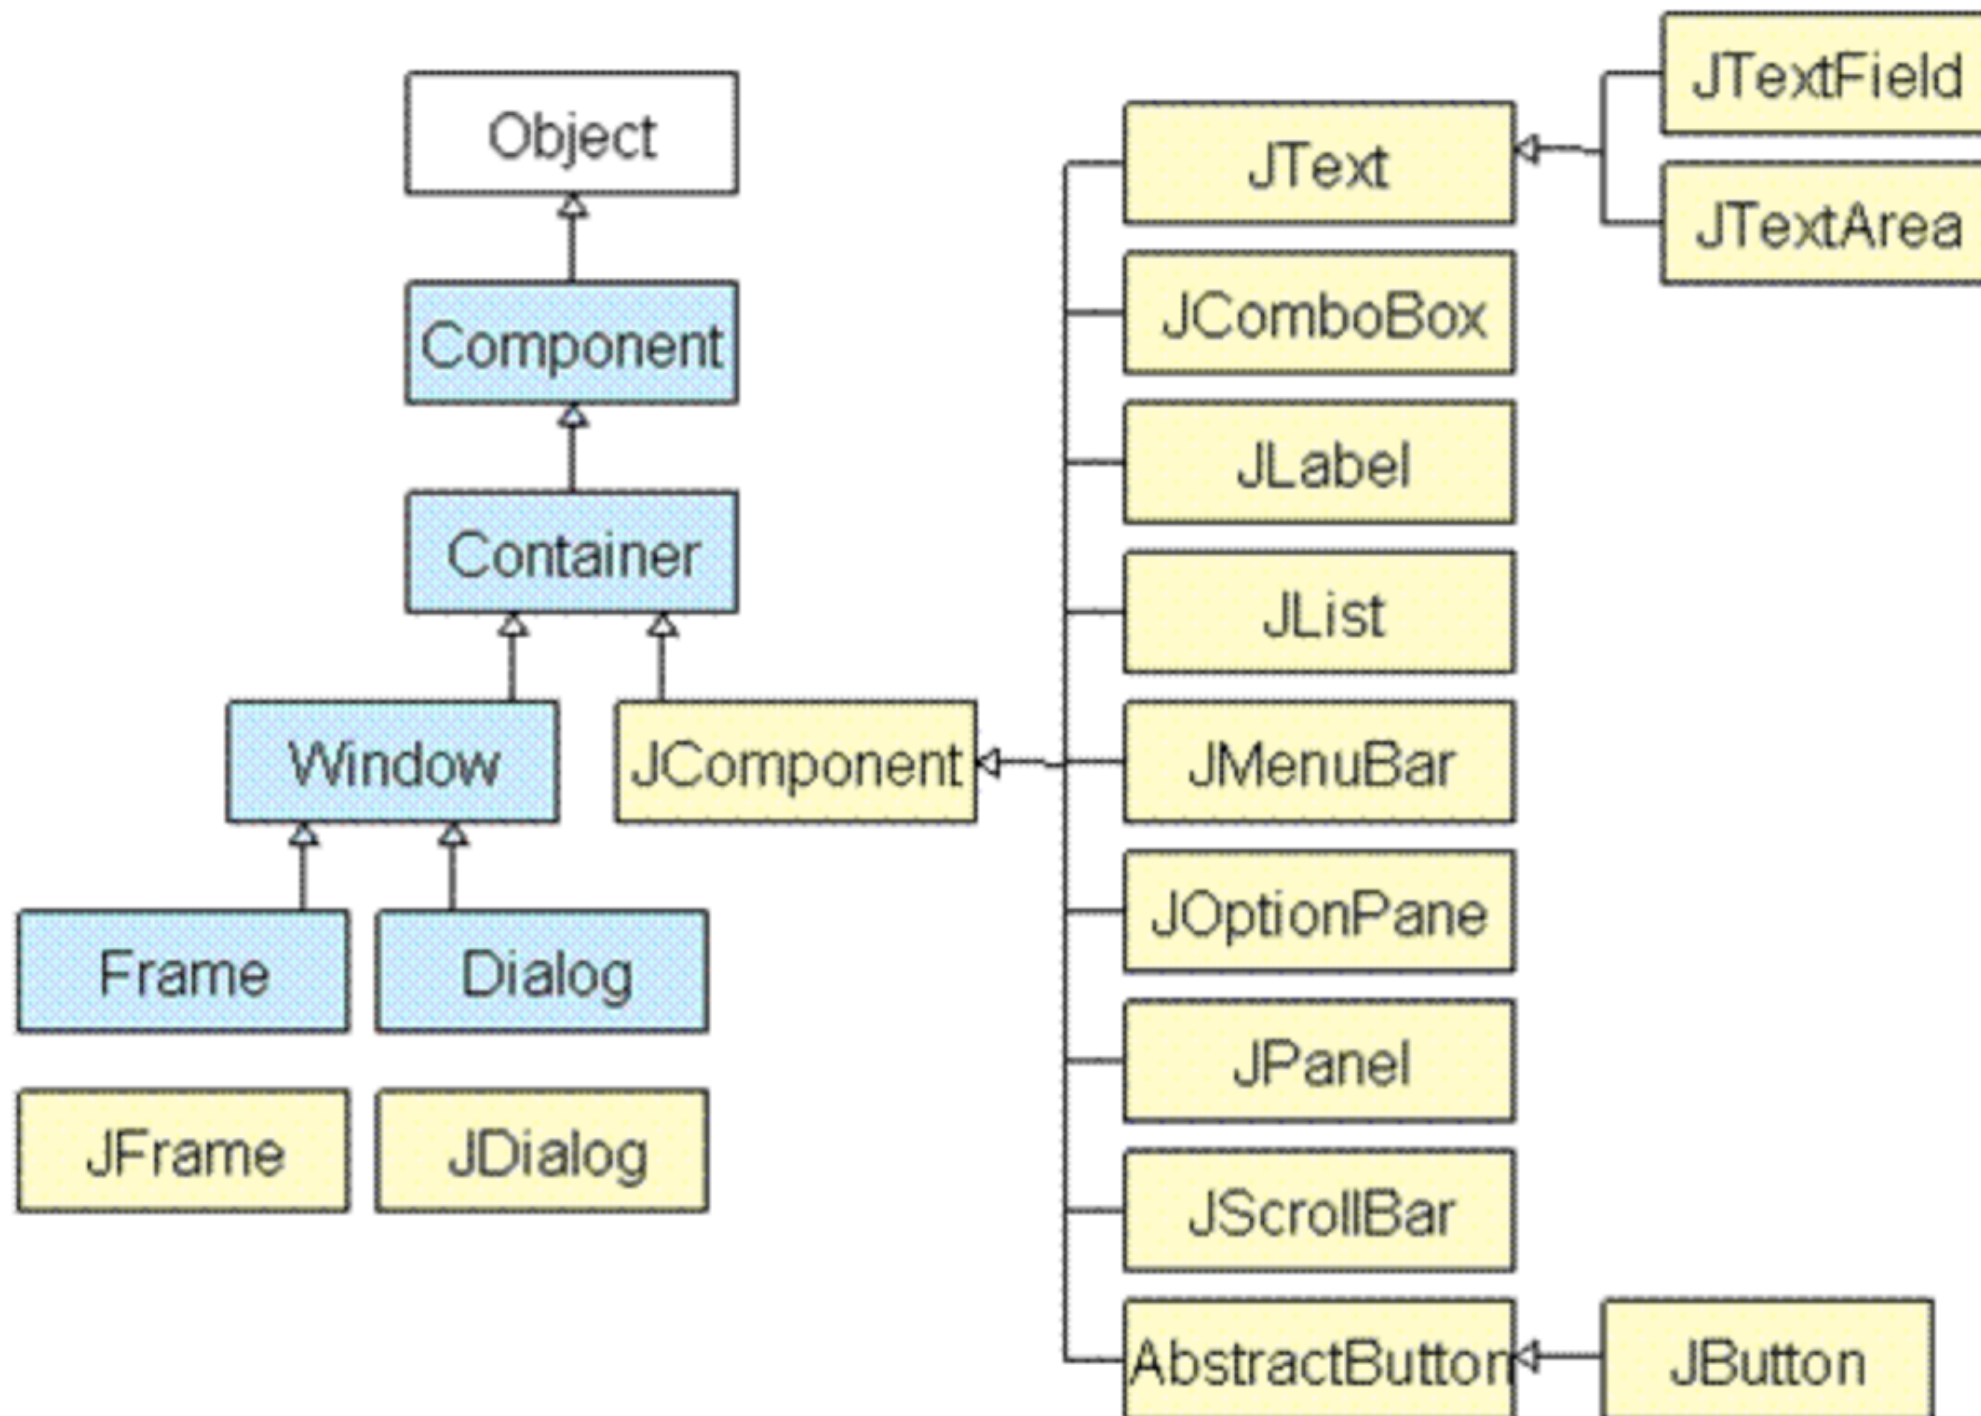 Object
Component
Container
Window
JComponent
Frame
Dialog
JFrame
JDialog
JText
JComboBox
JLabel
JList
JMenuBar
JOptionPane
JPanel
JScrollBar
AbstractButton
JTextField
JTextArea
JButton